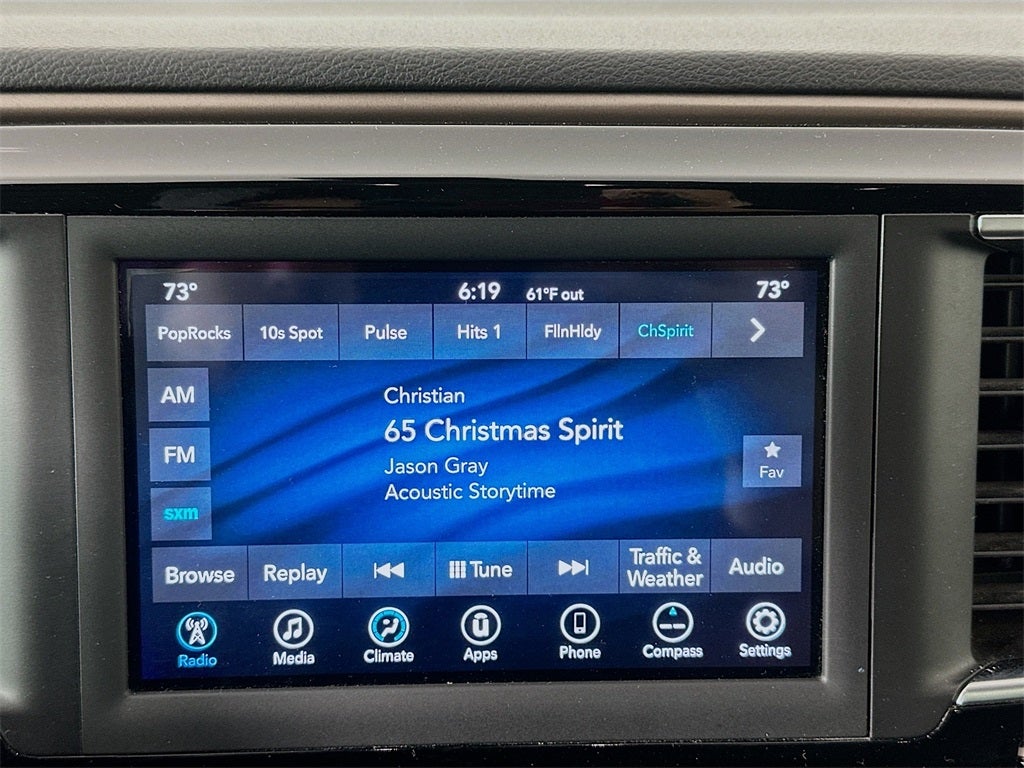 73° 6:19 61°F out 73°
PopRocks 10s Spot Pulse Hits 1 FllnHldy ChSpirit
AM
Christian
65 Christmas Spirit
FM
Jason Gray
Fav
Acoustic Storytime
sxm
Browse Replay Tune Traffic & Weather Audio
Radio Media Climate Apps Phone Compass Settings